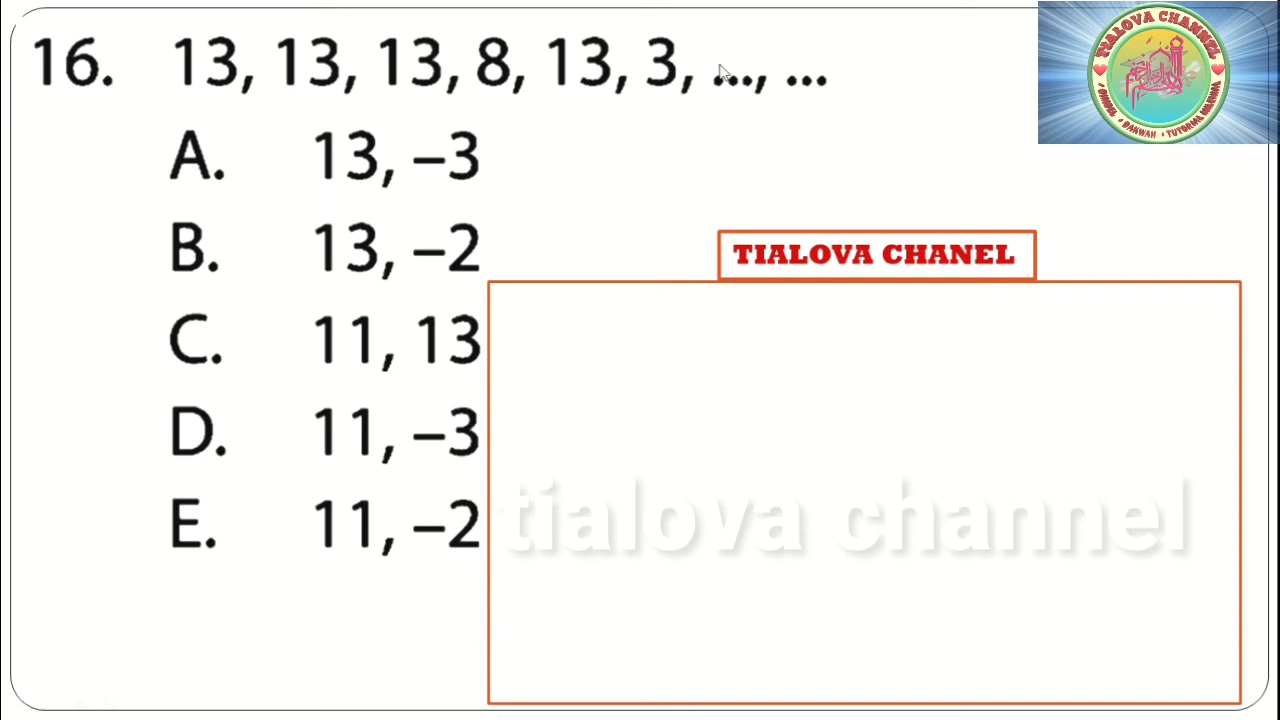 16. 13, 13, 13, 8, 13, 3, ..., ...
A. 13, –3
B. 13, –2
C. 11, 13
D. 11, –3
E. 11, –2
TIALOVA CHANNEL
TIALOVA CHANEL
tialova channel